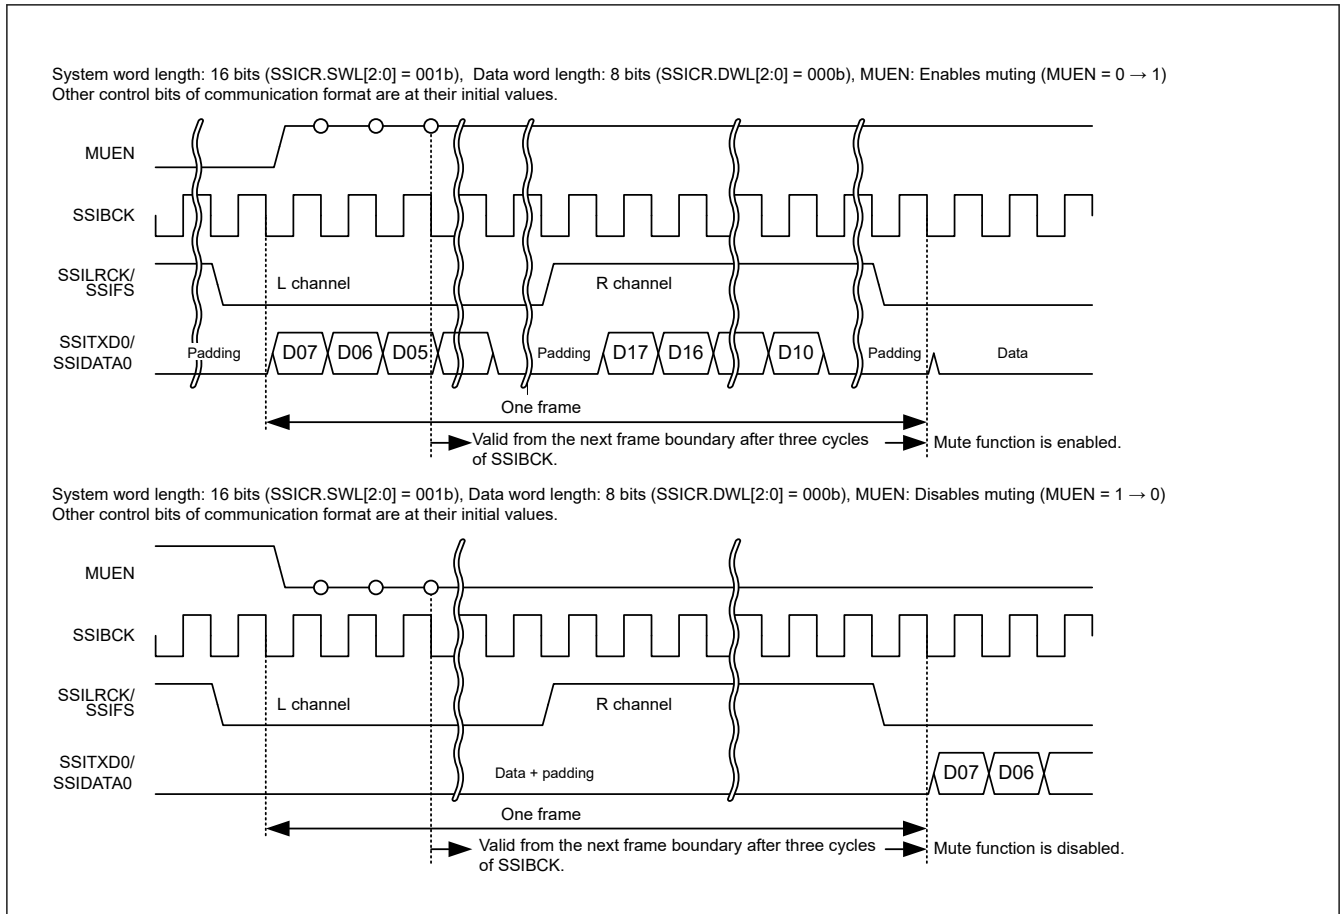 System word length: 16 bits (SSICR.SWL[2:0] = 001b), Data word length: 8 bits (SSICR.DWL[2:0] = 000b), MUEN: Enables muting (MUEN = 0 → 1)
Other control bits of communication format are at their initial values.
MUEN
SSIBCK
SSILRCK/
SSIFS
L channel
R channel
SSITXD0/
SSIDATA0
Padding
D07
D06
D05
Padding
D17
D16
D10
Padding
Data
One frame
Valid from the next frame boundary after three cycles
of SSIBCK.
Mute function is enabled.
System word length: 16 bits (SSICR.SWL[2:0] = 001b), Data word length: 8 bits (SSICR.DWL[2:0] = 000b), MUEN: Disables muting (MUEN = 1 → 0)
Other control bits of communication format are at their initial values.
MUEN
SSIBCK
SSILRCK/
SSIFS
L channel
R channel
SSITXD0/
SSIDATA0
Data + padding
D07
D06
One frame
Valid from the next frame boundary after three cycles
of SSIBCK.
Mute function is disabled.